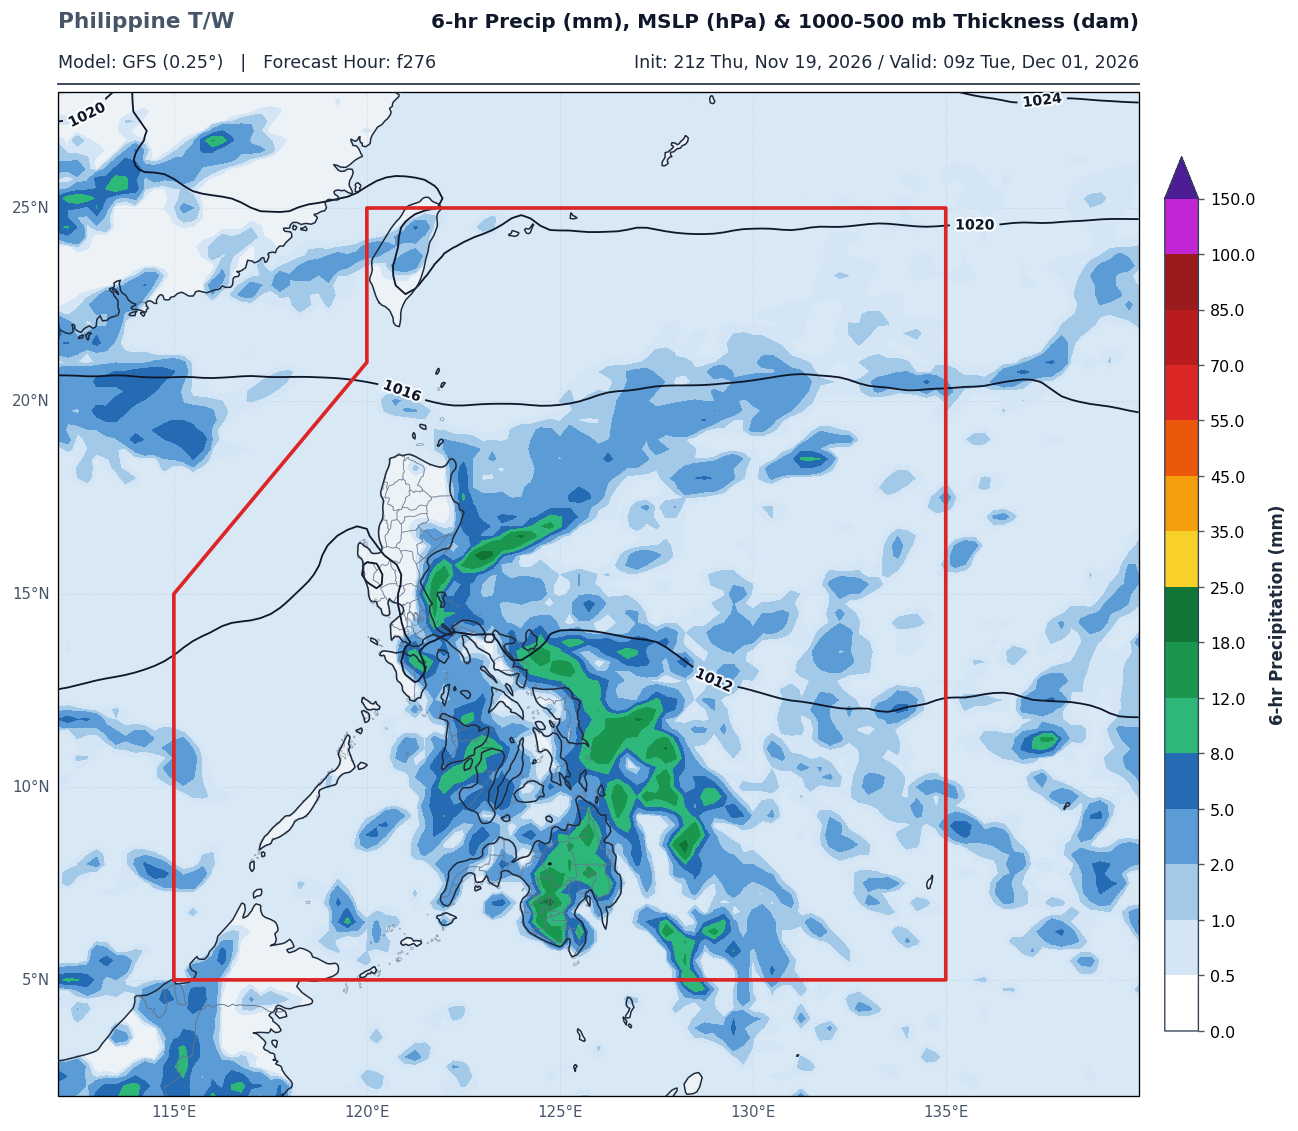 Philippine T/W
6-hr Precip (mm), MSLP (hPa) & 1000-500 mb Thickness (dam)
Model: GFS (0.25°) | Forecast Hour: f276
Init: 21z Thu, Nov 19, 2026 / Valid: 09z Tue, Dec 01, 2026
1020
1024
1020
1016
1012
25°N
20°N
15°N
10°N
5°N
115°E
120°E
125°E
130°E
135°E
150.0
100.0
85.0
70.0
55.0
45.0
35.0
25.0
18.0
12.0
8.0
5.0
2.0
1.0
0.5
0.0
6-hr Precipitation (mm)